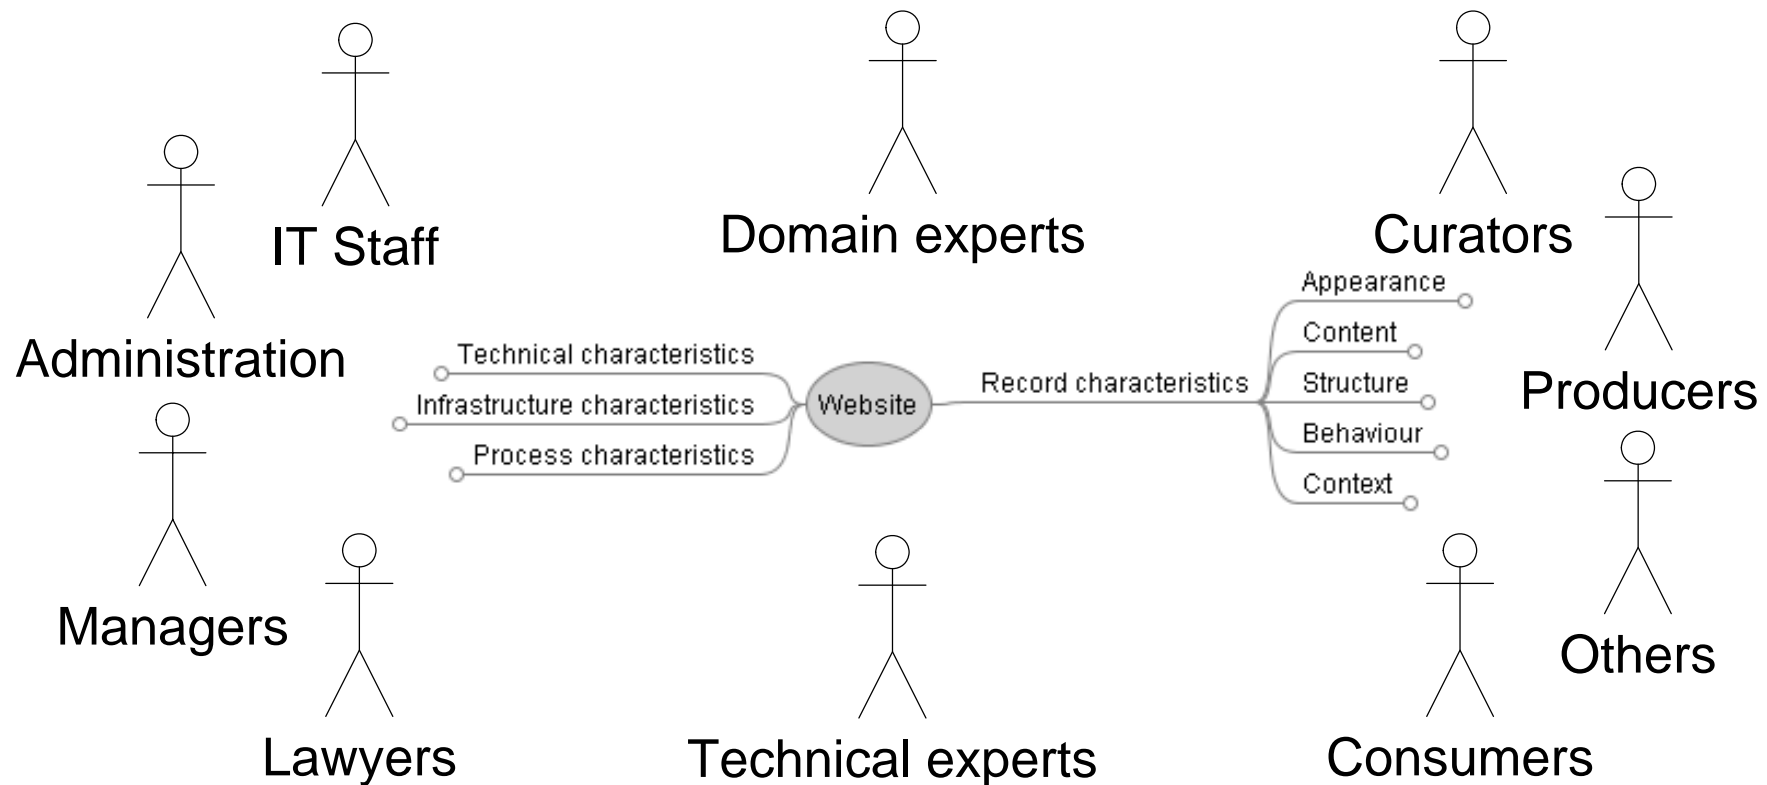 IT Staff
Domain experts
Curators
Administration
Producers
Technical characteristics
Infrastructure characteristics
Process characteristics
Website
Record characteristics
Appearance
Content
Structure
Behaviour
Context
Managers
Others
Lawyers
Technical experts
Consumers